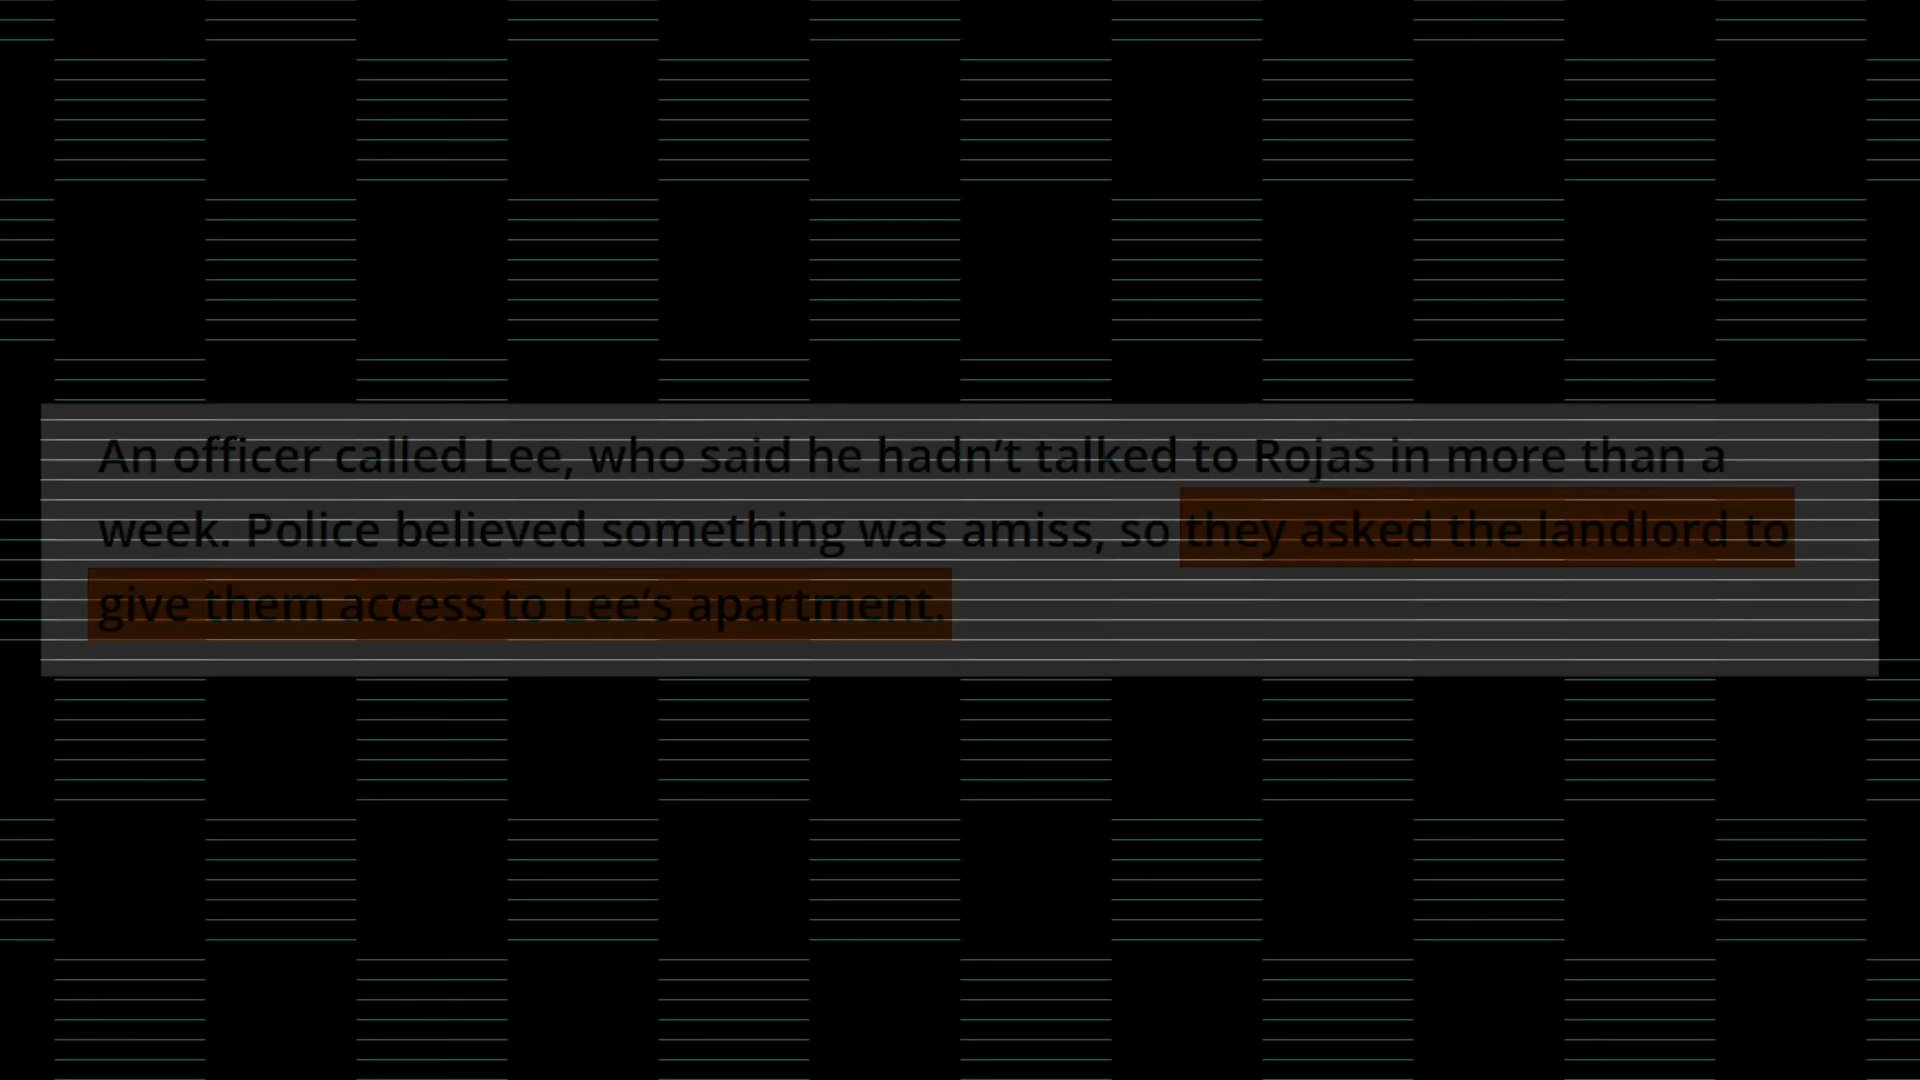 An officer called Lee, who said he hadn’t talked to Rojas in more than a
week. Police believed something was amiss, so they asked the landlord to
give them access to Lee’s apartment.